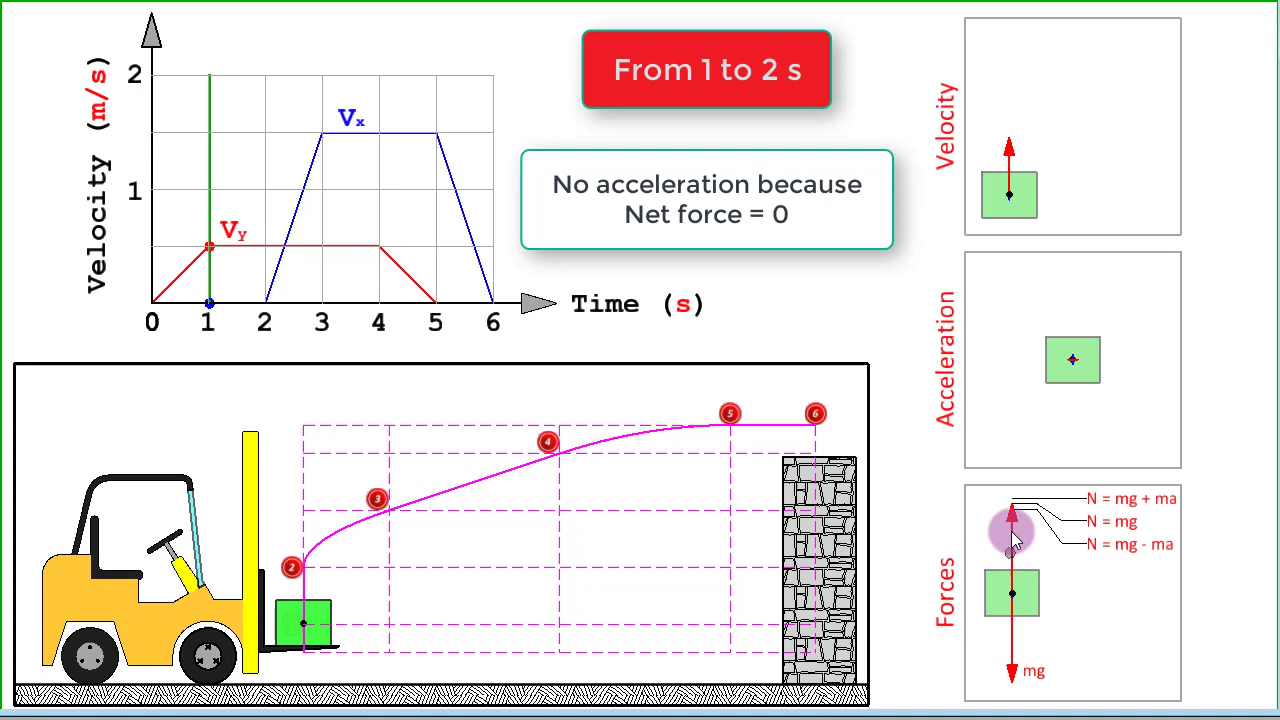 From 1 to 2 s
No acceleration because
Net force = 0
Velocity (m/s)
2
1
Vx
Vy
0 1 2 3 4 5 6
Time (s)
2
3
4
5
6
Velocity
Acceleration
Forces
N = mg + ma
N = mg
N = mg - ma
mg